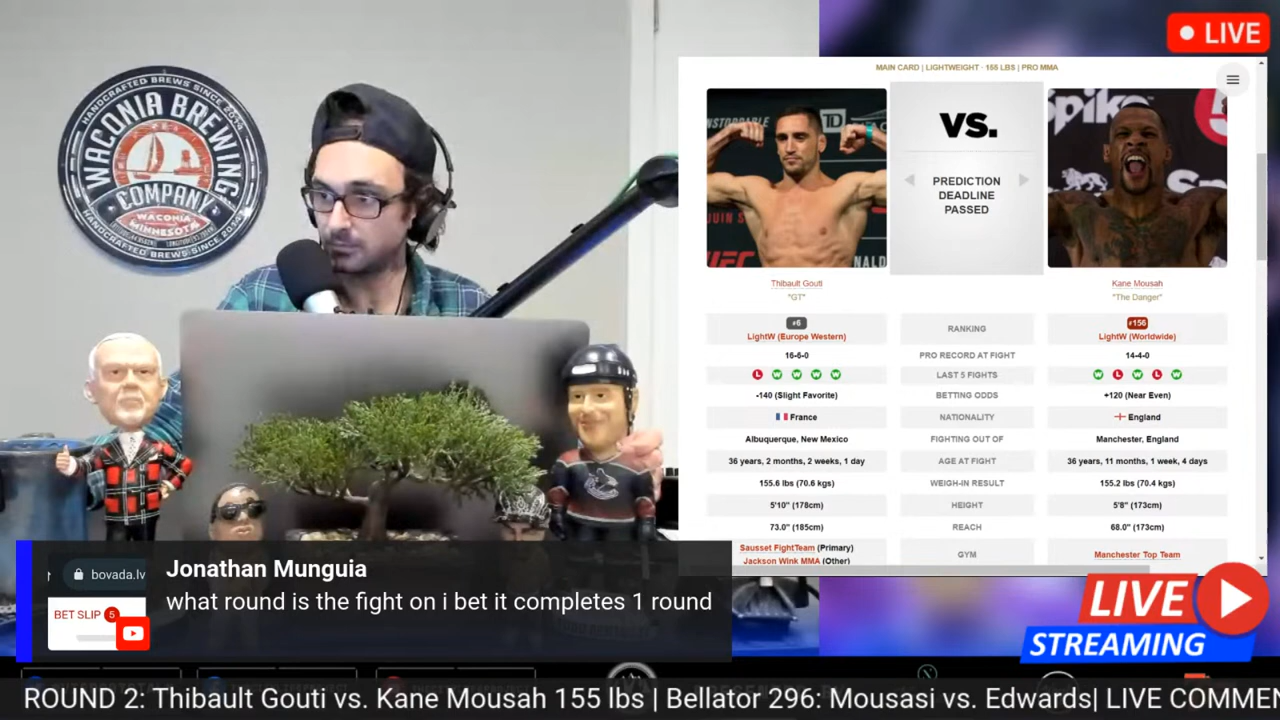 LIVE
HANDCRAFTED BREWS SINCE
WACONIA BREWING
COMPANY
WACONIA
MINNESOTA
HANDCRAFTED BREWS SINCE
MAIN CARD | LIGHTWEIGHT · 155 LBS | PRO MMA
VS.
PREDICTION
DEADLINE
PASSED
UFC
Spike
Thibault Gouti
"GT"
Kane Mousah
"The Danger"
#6
LightW (Europe Western)
RANKING
#156
LightW (Worldwide)
16-6-0
PRO RECORD AT FIGHT
14-4-0
L W W W W
LAST 5 FIGHTS
W L W L W
-140 (Slight Favorite)
BETTING ODDS
+120 (Near Even)
France
NATIONALITY
England
Albuquerque, New Mexico
FIGHTING OUT OF
Manchester, England
36 years, 2 months, 2 weeks, 1 day
AGE AT FIGHT
36 years, 11 months, 1 week, 4 days
155.6 lbs (70.6 kgs)
WEIGH-IN RESULT
155.2 lbs (70.4 kgs)
5'10" (178cm)
HEIGHT
5'8" (173cm)
73.0" (185cm)
REACH
68.0" (173cm)
Sausset FightTeam (Primary)
Jackson Wink MMA (Other)
GYM
Manchester Top Team
bovada.lv
BET SLIP 5
Jonathan Munguia
what round is the fight on i bet it completes 1 round
LIVE
STREAMING
ROUND 2: Thibault Gouti vs. Kane Mousah 155 lbs | Bellator 296: Mousasi vs. Edwards| LIVE COMMEN